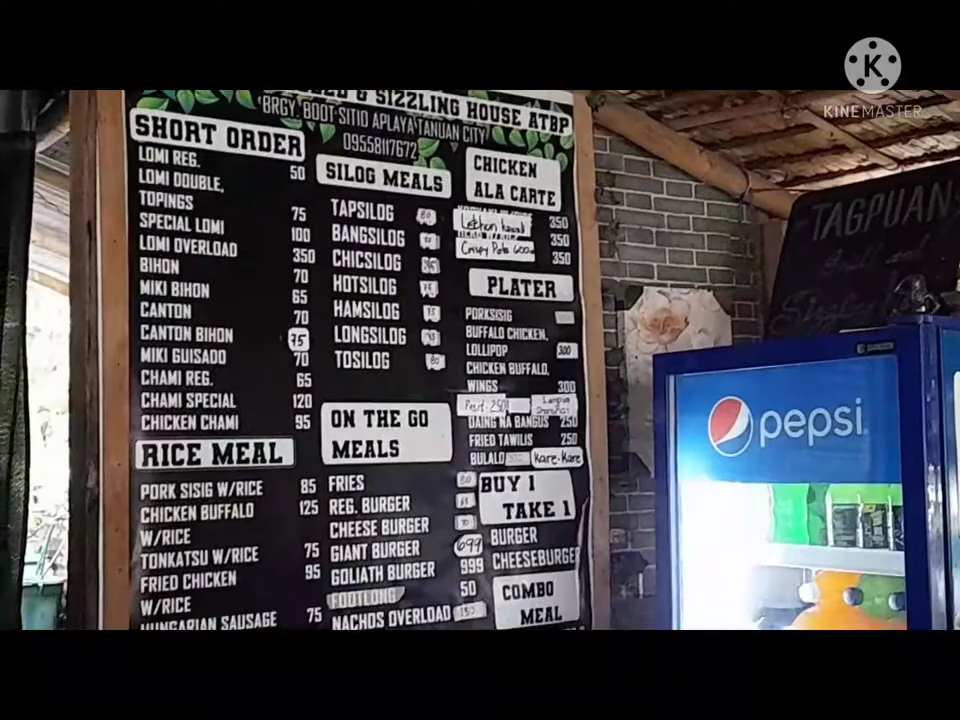 KINEMASTER
& SIZZLING HOUSE ATBP
BRGY. BOOT SITIO APLAYA TANUAN CITY
09558117672
SHORT ORDER
LOMI REG. 50
LOMI DOUBLE,
TOPINGS 75
SPECIAL LOMI 100
LOMI OVERLOAD 350
BIHON 70
MIKI BIHON 65
CANTON 70
CANTON BIHON 75
MIKI GUISADO 70
CHAMI REG. 65
CHAMI SPECIAL 120
CHICKEN CHAMI 95
RICE MEAL
PORK SISIG W/RICE 85
CHICKEN BUFFALO 125
W/RICE
TONKATSU W/RICE 75
FRIED CHICKEN 95
W/RICE
HUNGARIAN SAUSAGE 75
SILOG MEALS
TAPSILOG 80
BANGSILOG
CHICSILOG
HOTSILOG
HAMSILOG
LONGSILOG
TOSILOG 80
ON THE GO
MEALS
FRIES
REG. BURGER
CHEESE BURGER
GIANT BURGER 699
GOLIATH BURGER 999
FOOTLONG 50
NACHOS OVERLOAD 150
CHICKEN
ALA CARTE
350
Lechon kawali 350
Crispy Pata 600
350
PLATER
PORKSISIG
BUFFALO CHICKEN,
LOLLIPOP 300
CHICKEN BUFFALO,
WINGS 300
DAING NA BANGUS 250
FRIED TAWILIS 250
BULALO Kare-Kare
BUY 1
TAKE 1
BURGER
CHEESEBURGER
COMBO
MEAL
TAGPUAN
pepsi